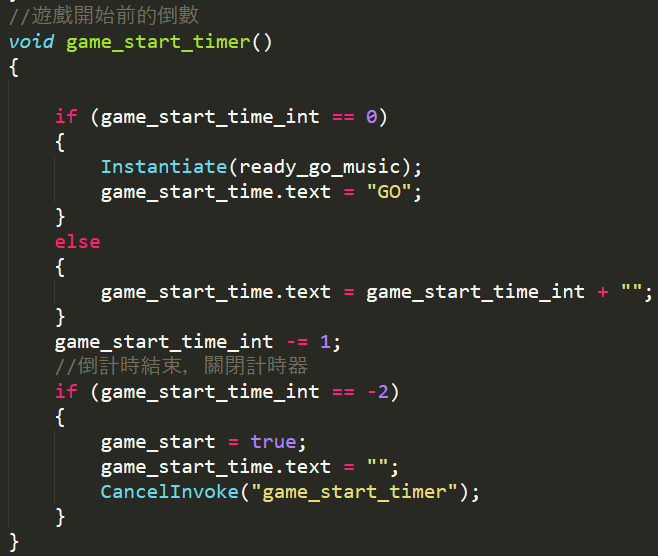 //遊戲開始前的倒數
void game_start_timer()
{
if (game_start_time_int == 0)
{
Instantiate(ready_go_music);
game_start_time.text = "GO";
}
else
{
game_start_time.text = game_start_time_int + "";
}
game_start_time_int -= 1;
//倒計時結束，關閉計時器
if (game_start_time_int == -2)
{
game_start = true;
game_start_time.text = "";
CancelInvoke("game_start_timer");
}
}